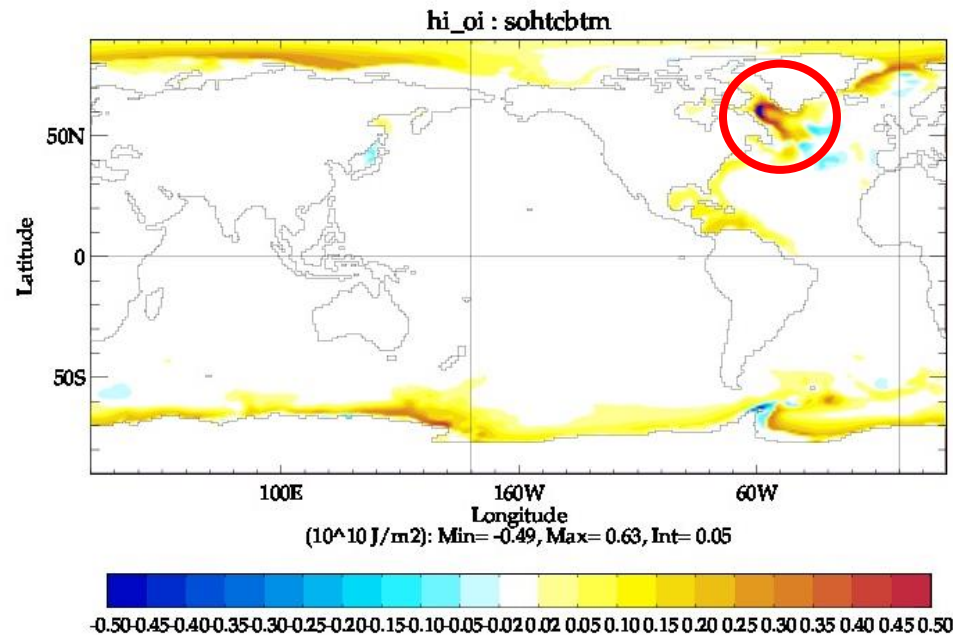 hi_oi : sohtcbtm
50N
0
50S
Latitude
100E 160W 60W
Longitude
(10^10 J/m2): Min= -0.49, Max= 0.63, Int= 0.05
-0.50-0.45-0.40-0.35-0.30-0.25-0.20-0.15-0.10-0.05-0.02 0.02 0.05 0.10 0.15 0.20 0.25 0.30 0.35 0.40 0.45 0.50